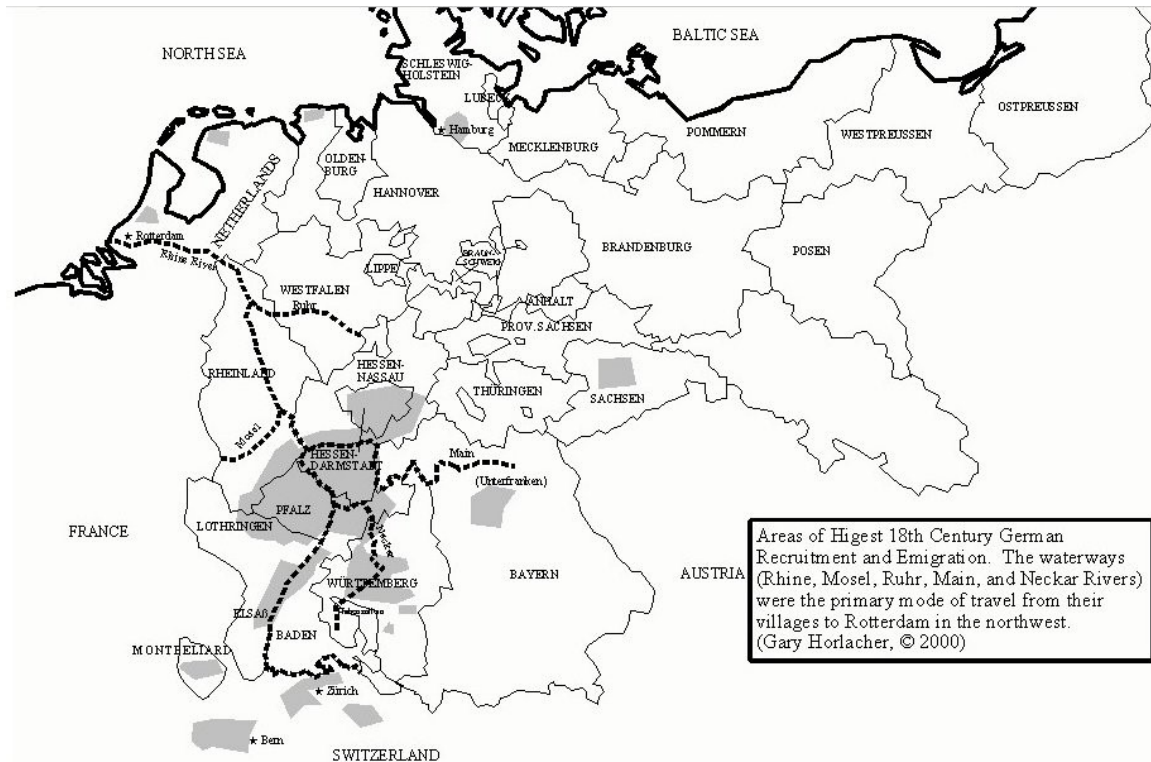 NORTH SEA
BALTIC SEA
SCHLESWIG-
HOLSTEIN
LUBECK
OSTPREUSSEN
★ Hamburg
POMMERN
WESTPREUSSEN
MECKLENBURG
OLDEN-
BURG
HANNOVER
NETHERLANDS
★ Rotterdam
Rhine River
BRANDENBURG
POSEN
BRAUN-
SCHWEIG
LIPPE
WESTFALEN
Ruhr
ANHALT
PROV.SACHSEN
HESSEN-
NASSAU
RHEINLAND
THÜRINGEN
SACHSEN
Mosel
HESSEN-
DARMSTADT
Main
(Unterfranken)
PFALZ
LOTHRINGEN
FRANCE
Neckar
WÜRTTEMBERG
BAYERN
AUSTRIA
ELSAß
BADEN
MONTBELIARD
★ Zürich
★ Bern
SWITZERLAND
Areas of Higest 18th Century German
Recruitment and Emigration. The waterways
(Rhine, Mosel, Ruhr, Main, and Neckar Rivers)
were the primary mode of travel from their
villages to Rotterdam in the northwest.
(Gary Horlacher, © 2000)